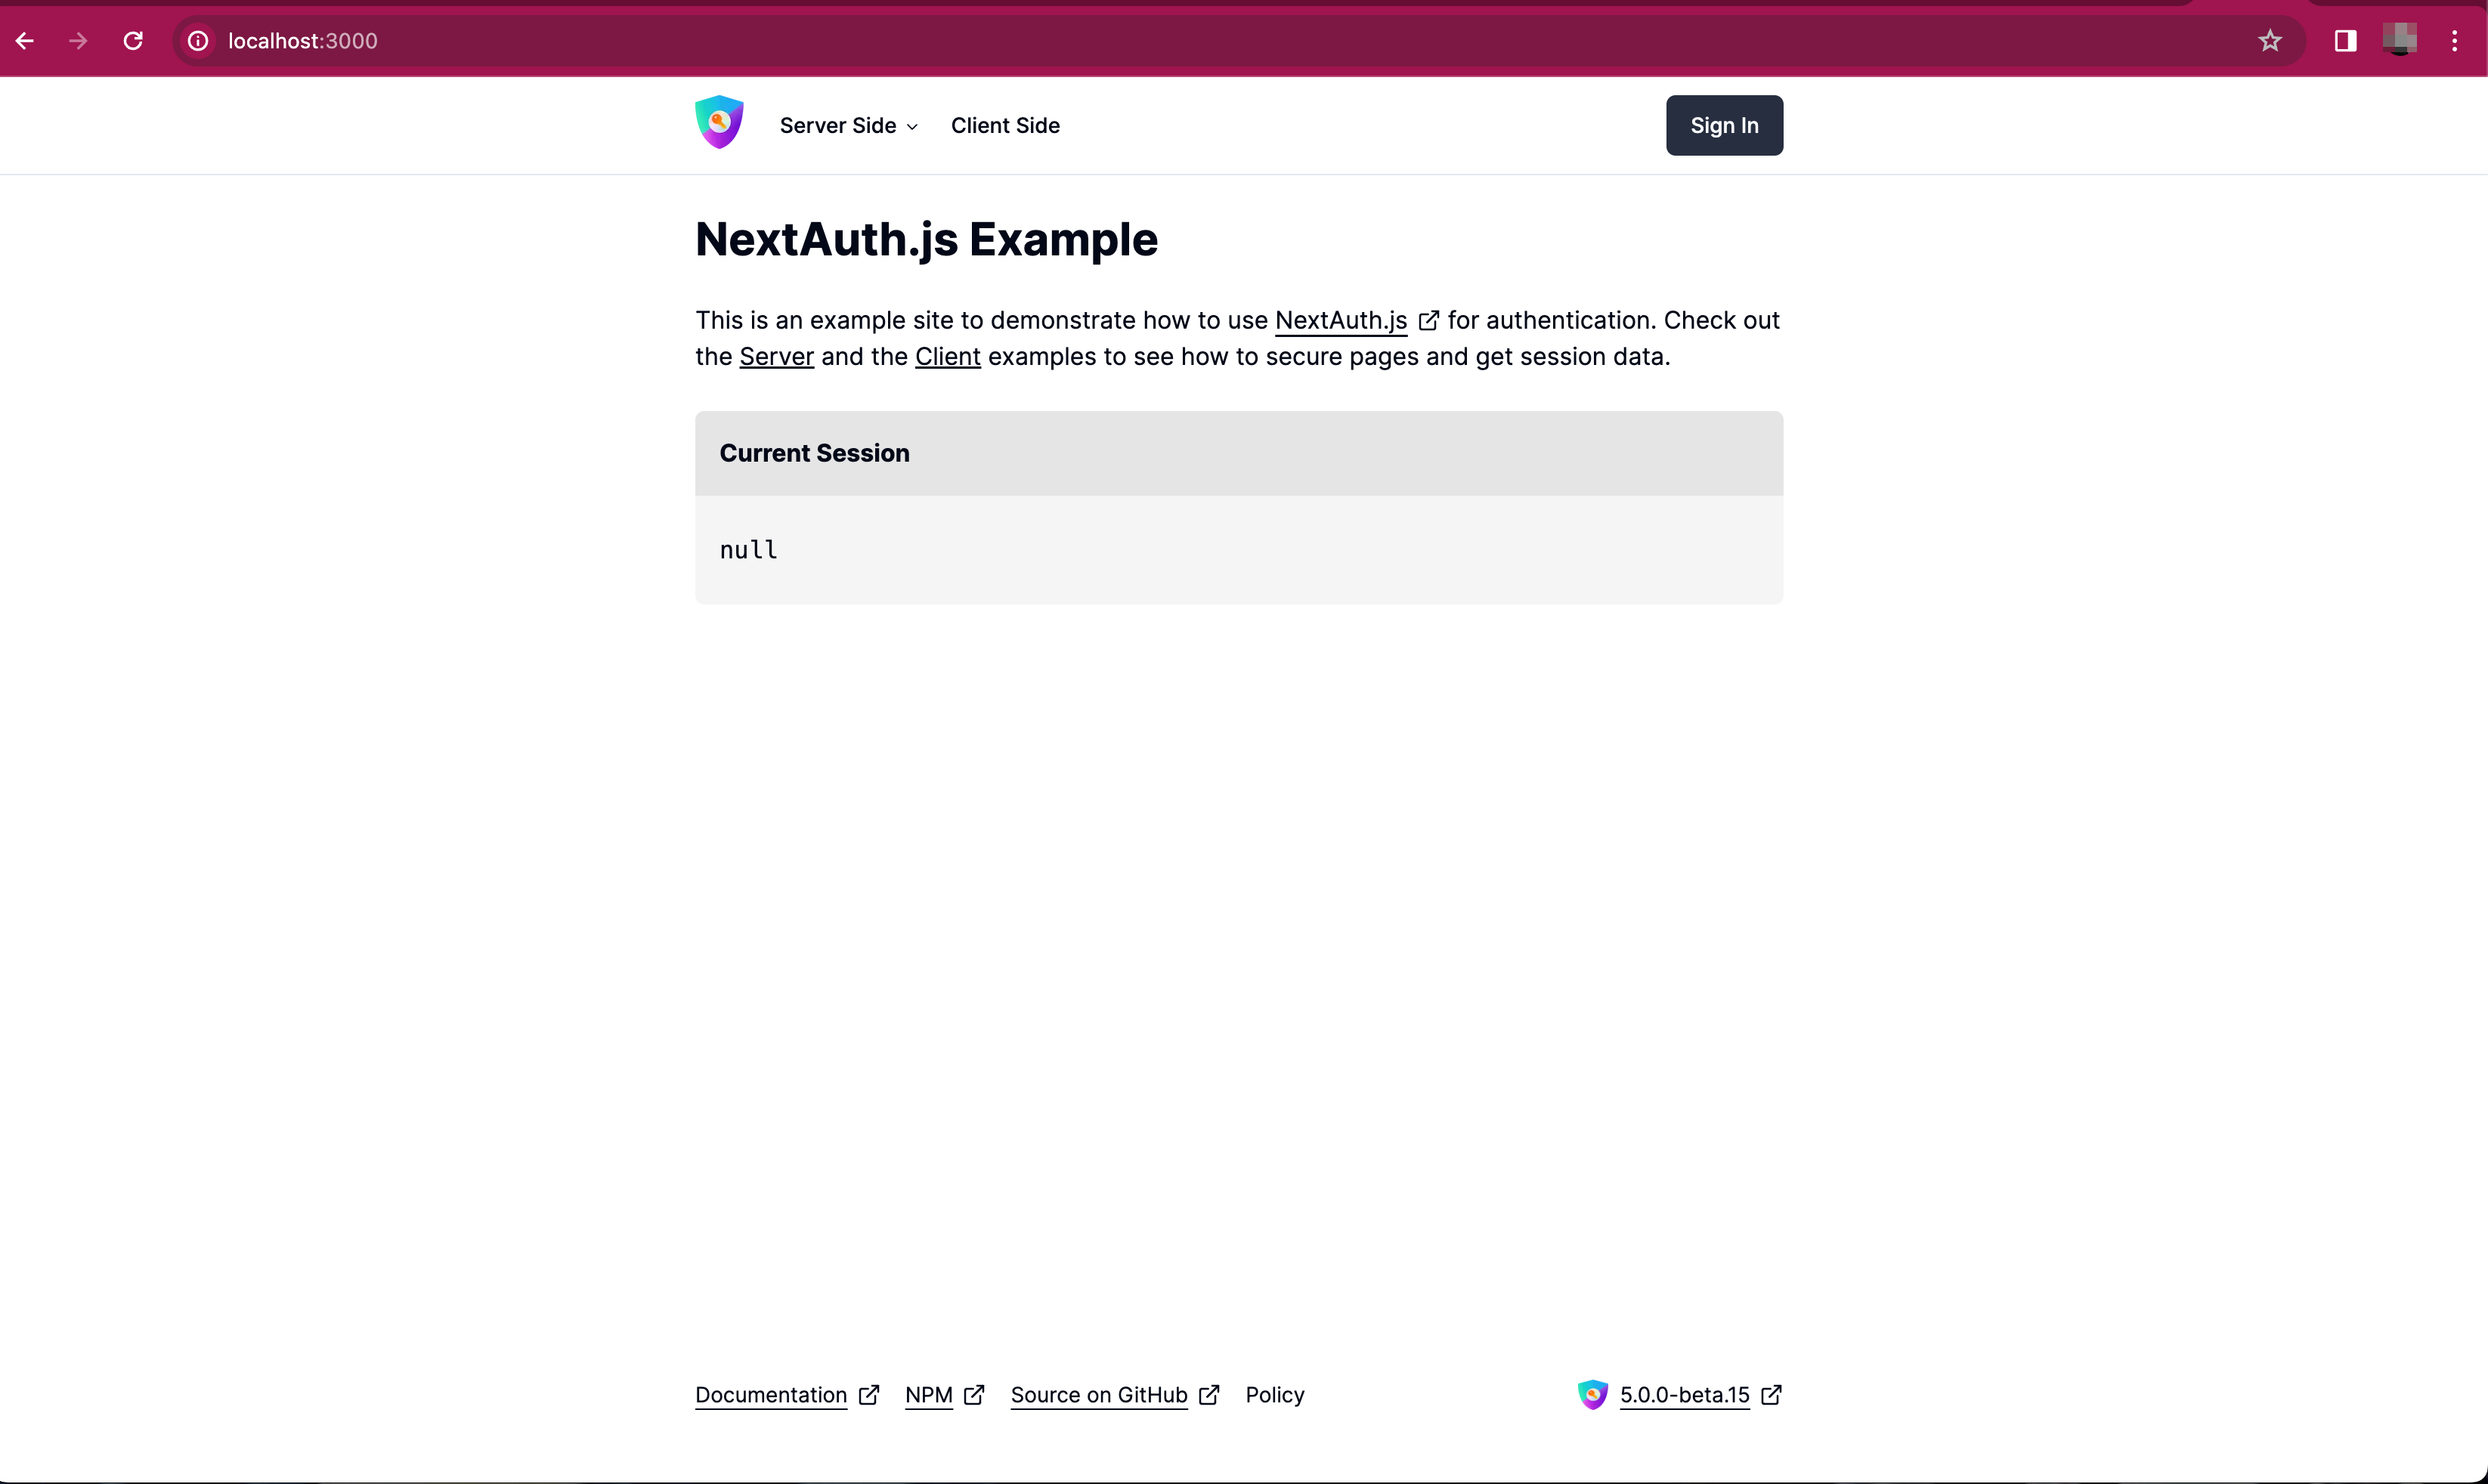 localhost:3000
Server Side
Client Side
Sign In
NextAuth.js Example
This is an example site to demonstrate how to use NextAuth.js for authentication. Check out
the Server and the Client examples to see how to secure pages and get session data.
Current Session
null
Documentation
NPM
Source on GitHub
Policy
5.0.0-beta.15